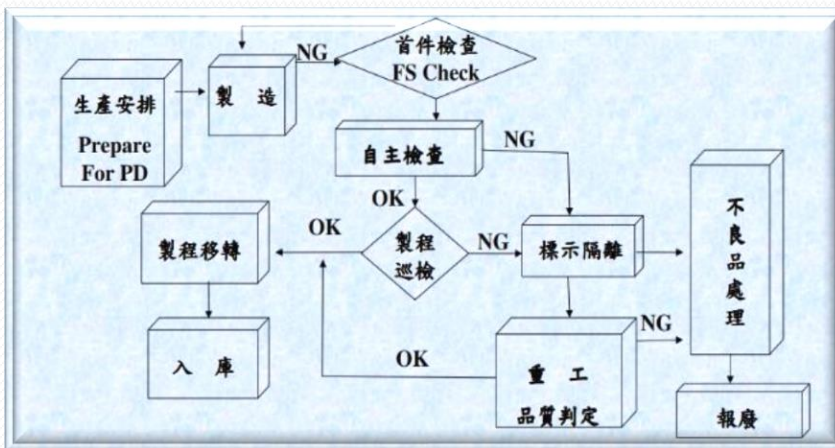 生產安排
Prepare
For PD
製 造
NG
首件檢查
FS Check
自主檢查
NG
OK
製程
巡檢
OK
NG
製程移轉
標示隔離
不良品處理
入 庫
OK
重 工
品質判定
NG
報廢